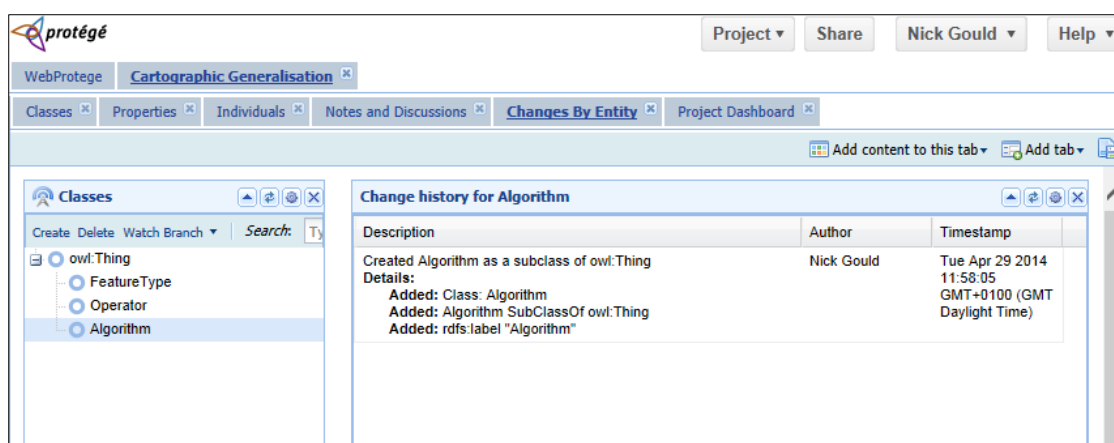 protégé
Project ▾ Share Nick Gould ▾ Help ▾
WebProtege Cartographic Generalisation
Classes Properties Individuals Notes and Discussions Changes By Entity Project Dashboard
Add content to this tab ▾ Add tab ▾
Classes
Create Delete Watch Branch ▾ Search: Ty
owl:Thing
FeatureType
Operator
Algorithm
Change history for Algorithm
Description Author Timestamp
Created Algorithm as a subclass of owl:Thing Nick Gould Tue Apr 29 2014
Details: 11:58:05
Added: Class: Algorithm GMT+0100 (GMT
Added: Algorithm SubClassOf owl:Thing Daylight Time)
Added: rdfs:label "Algorithm"